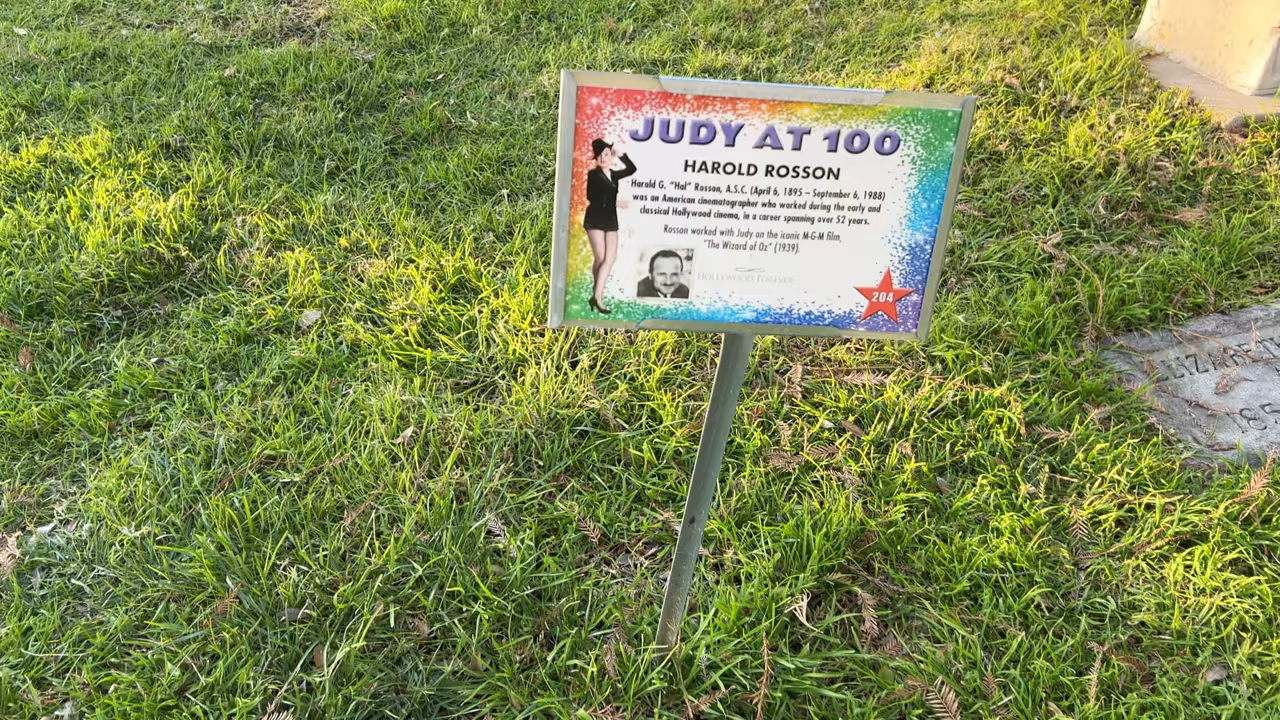 JUDY AT 100
HAROLD ROSSON
Harold G. "Hal" Rosson, A.S.C. (April 6, 1895 – September 6, 1988)
was an American cinematographer who worked during the early and
classical Hollywood cinema, in a career spanning over 52 years.
Rosson worked with Judy on the iconic M-G-M film,
"The Wizard of Oz" (1939).
HOLLYWOOD FOREVER
204